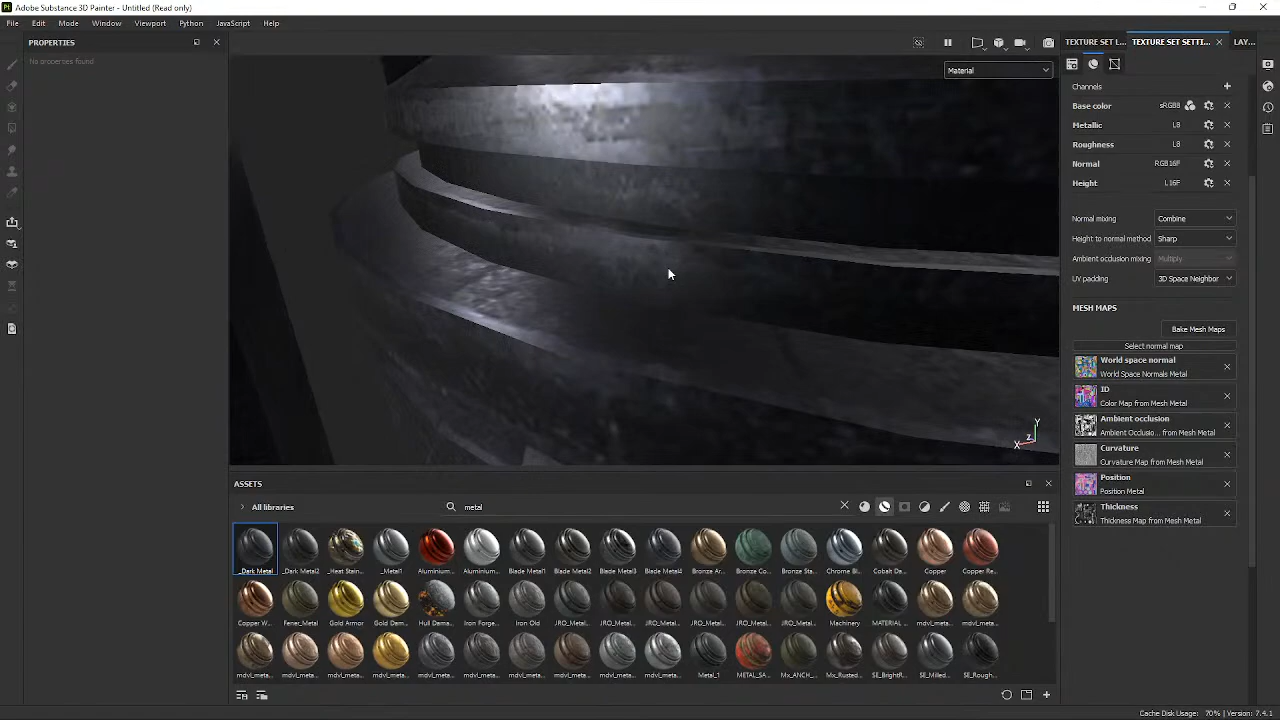 Adobe Substance 3D Painter - Untitled (Read only)
File Edit Mode Window Viewport Python JavaScript Help
PROPERTIES
No properties found
Material
Y
Z
X
TEXTURE SET L...
TEXTURE SET SETTI...
LAY...
Channels
Base color sRGB8
Metallic L8
Roughness L8
Normal RGB16F
Height L16F
Normal mixing Combine
Height to normal method Sharp
Ambient occlusion mixing Multiply
UV padding 3D Space Neighbor
MESH MAPS
Bake Mesh Maps
Select normal map
World space normal
World Space Normals Metal
ID
Color Map from Mesh Metal
Ambient occlusion
Ambient Occlusio... from Mesh Metal
Curvature
Curvature Map from Mesh Metal
Position
Position Metal
Thickness
Thickness Map from Mesh Metal
ASSETS
All libraries
metal
_Dark Metal _Dark Metal2 _Heat Stain... _Metal1 Aluminium... Aluminium... Blade Metal1 Blade Metal2 Blade Metal3 Blade Metal4 Bronze Ar... Bronze Co... Bronze Sta... Chrome Bl... Cobalt Da... Copper Copper Re...
Copper W... Fenec_Metal Gold Armor Gold Dam... Hull Dama... Iron Forge... Iron Old JRO_Metal... JRO_Metal... JRO_Metal... JRO_Metal... JRO_Metal... JRO_Metal... Machinery MATERIAL ... mdvl_meta... mdvl_meta...
mdvl_meta... mdvl_meta... mdvl_meta... mdvl_meta... mdvl_meta... mdvl_meta... mdvl_meta... mdvl_meta... mdvl_meta... mdvl_meta... Metal_1 METAL_SA... Mx_ANCH_... Mx_Rusted... SE_BrightR... SE_Milled... SE_Rough...
Cache Disk Usage: 70% | Version: 7.4.1